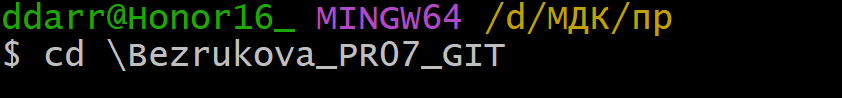 ddarr@Honor16_ MINGW64 /d/МДК/пр
$ cd \Bezrukova_PR07_GIT